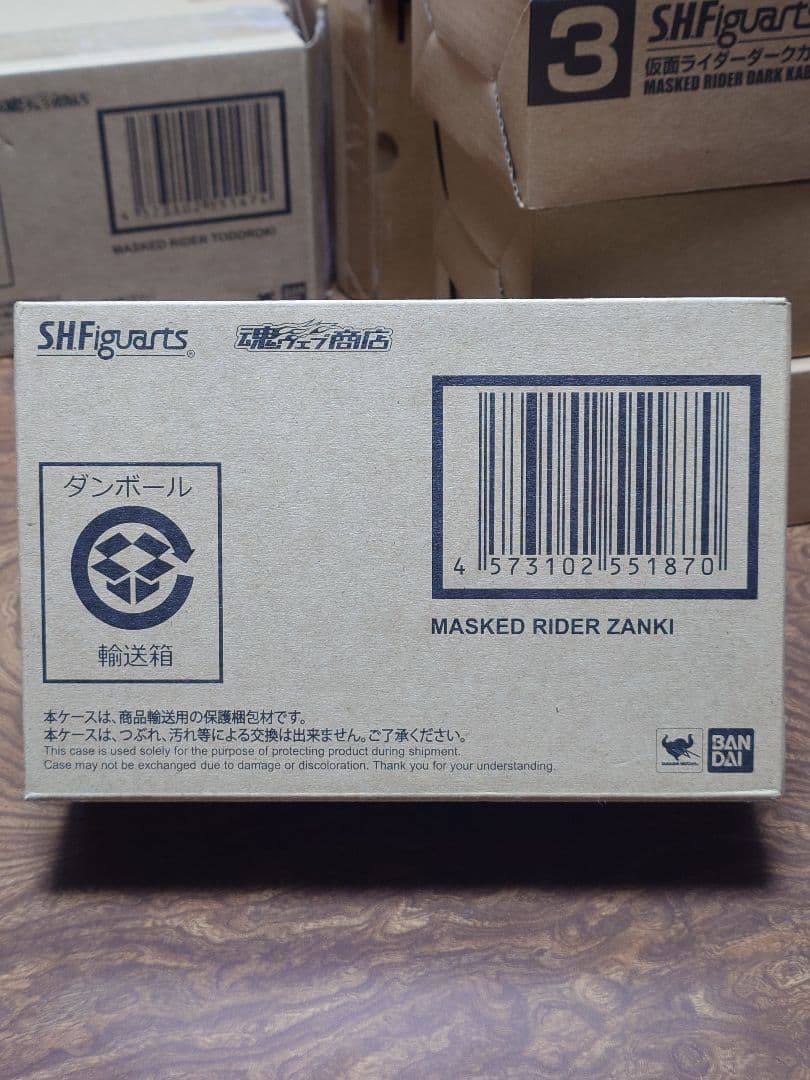 3
S.H.Figuarts
仮面ライダーダークカ
MASKED RIDER DARK KAB
MASKED RIDER TODOROKI
BAN
S.H.Figuarts®
魂ウェブ商店
ダンボール
輸送箱
4 573102 551870
MASKED RIDER ZANKI
本ケースは、商品輸送用の保護梱包材です。
本ケースは、つぶれ、汚れ等による交換は出来ません。ご了承ください。
This case is used solely for the purpose of protecting product during shipment.
Case may not be exchanged due to damage or discoloration. Thank you for your understanding.
BAN
DAI